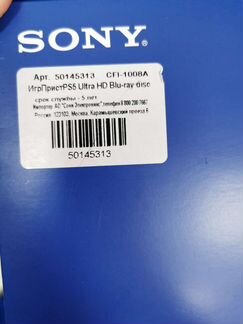 SONY
Арт. 50145313 CFI-1008A
ИгрПристPS5 Ultra HD Blu-ray disc
срок службы - 5 лет
Импортер: АО "Сони Электроникс", телефон 8 800 200 7667
Россия, 123103, Москва, Карамышевский проезд 6
50145313